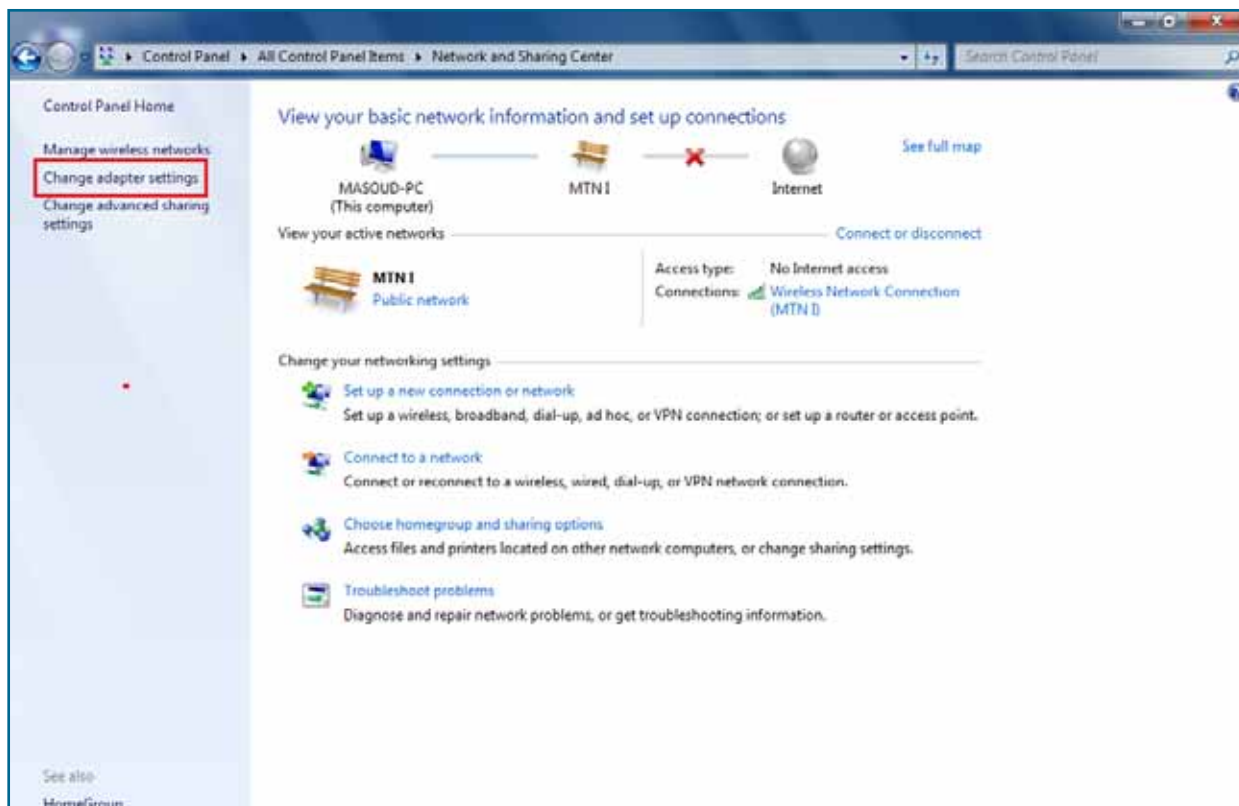 Control Panel ▸ All Control Panel Items ▸ Network and Sharing Center
Search Control Panel
Control Panel Home
Manage wireless networks
Change adapter settings
Change advanced sharing
settings
View your basic network information and set up connections
See full map
MASOUD-PC
(This computer)
MTN I
Internet
View your active networks
Connect or disconnect
MTN I
Public network
Access type: No Internet access
Connections: Wireless Network Connection
(MTN I)
Change your networking settings
Set up a new connection or network
Set up a wireless, broadband, dial-up, ad hoc, or VPN connection; or set up a router or access point.
Connect to a network
Connect or reconnect to a wireless, wired, dial-up, or VPN network connection.
Choose homegroup and sharing options
Access files and printers located on other network computers, or change sharing settings.
Troubleshoot problems
Diagnose and repair network problems, or get troubleshooting information.
See also
HomeGroup